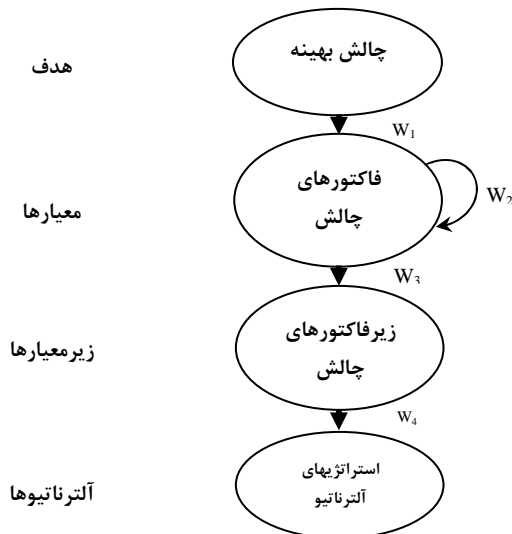 چالش بهینه
هدف
W1
فاکتورهای
چالش
معیارها
W2
W3
زیرفاکتورهای
چالش
زیرمعیارها
W4
استراتژیهای
آلترناتیو
آلترناتیوها